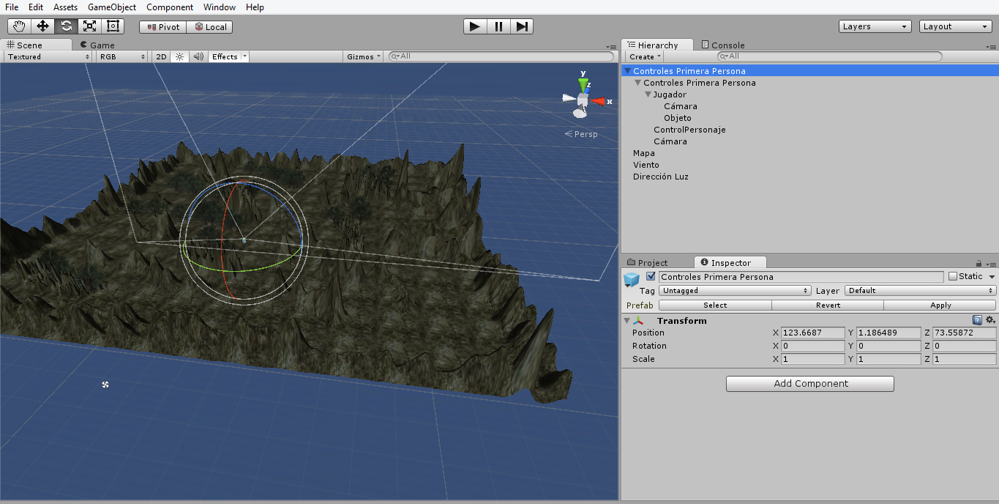 File Edit Assets GameObject Component Window Help
Pivot Local Layers Layout
Scene Game
Textured RGB 2D Effects Gizmos All
y
z
x
Persp
Hierarchy Console
Create All
Controles Primera Persona
Controles Primera Persona
Jugador
Cámara
Objeto
ControlPersonaje
Cámara
Mapa
Viento
Dirección Luz
Project Inspector
Controles Primera Persona Static
Tag Untagged Layer Default
Prefab Select Revert Apply
Transform
Position X 123.6687 Y 1.186489 Z 73.55872
Rotation X 0 Y 0 Z 0
Scale X 1 Y 1 Z 1
Add Component